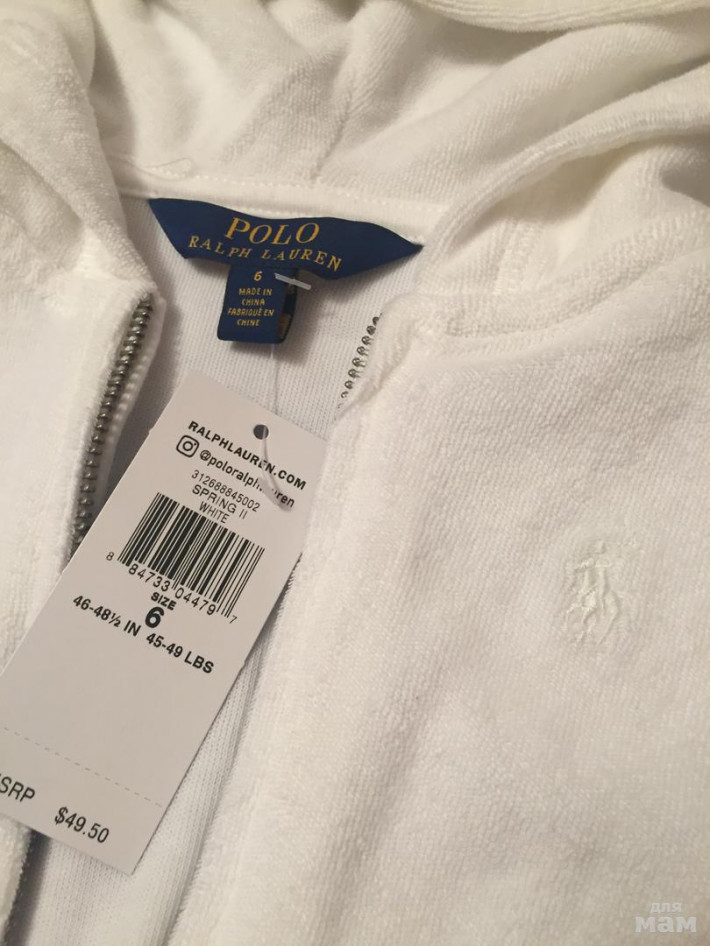 POLO
RALPH LAUREN
6
MADE IN
CHINA
FABRIQUÉ EN
CHINE
RALPHLAUREN.COM
@poloralphlauren
312688845002
SPRING II
WHITE
8 84733 04479 7
SIZE
6
46-48½ IN 45-49 LBS
$49.50
для
мам